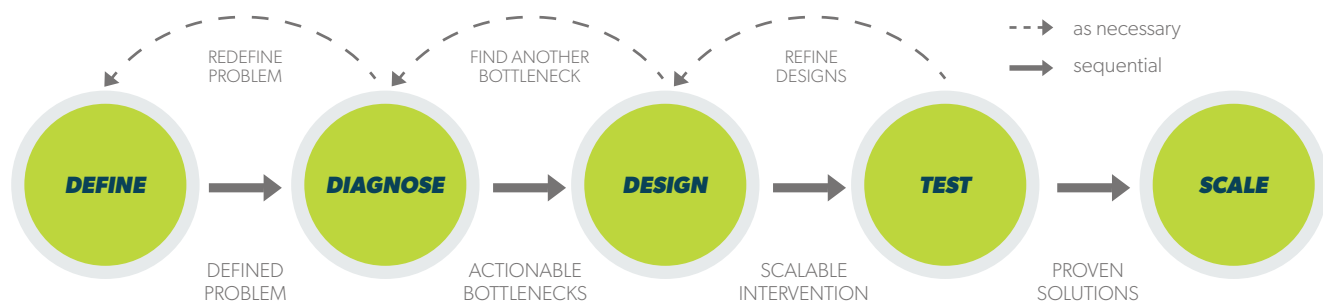 REDEFINE
PROBLEM
FIND ANOTHER
BOTTLENECK
REFINE
DESIGNS
as necessary
sequential
DEFINE
DIAGNOSE
DESIGN
TEST
SCALE
DEFINED
PROBLEM
ACTIONABLE
BOTTLENECKS
SCALABLE
INTERVENTION
PROVEN
SOLUTIONS